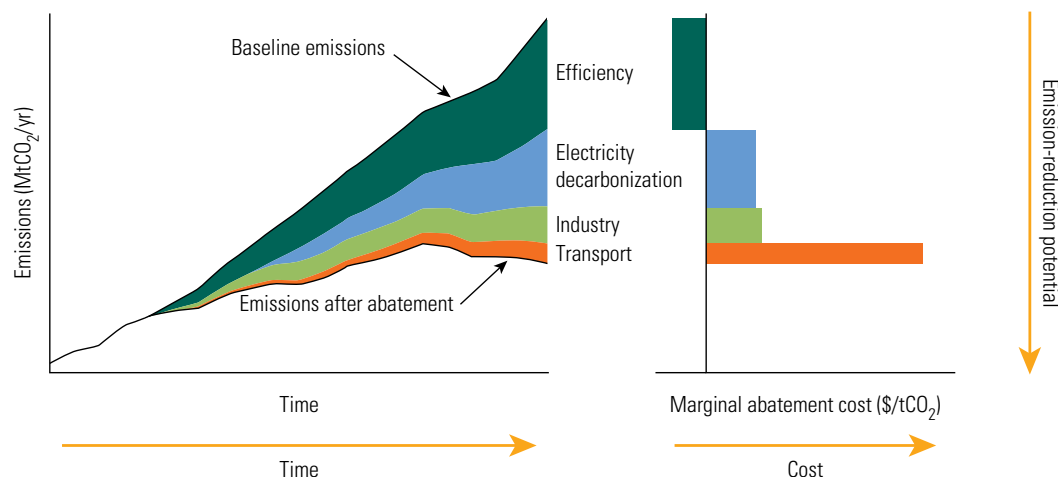 Baseline emissions
Efficiency
Electricity
decarbonization
Industry
Transport
Emissions after abatement
Emissions (MtCO₂/yr)
Time
Time
Marginal abatement cost ($/tCO₂)
Cost
Emission-reduction potential